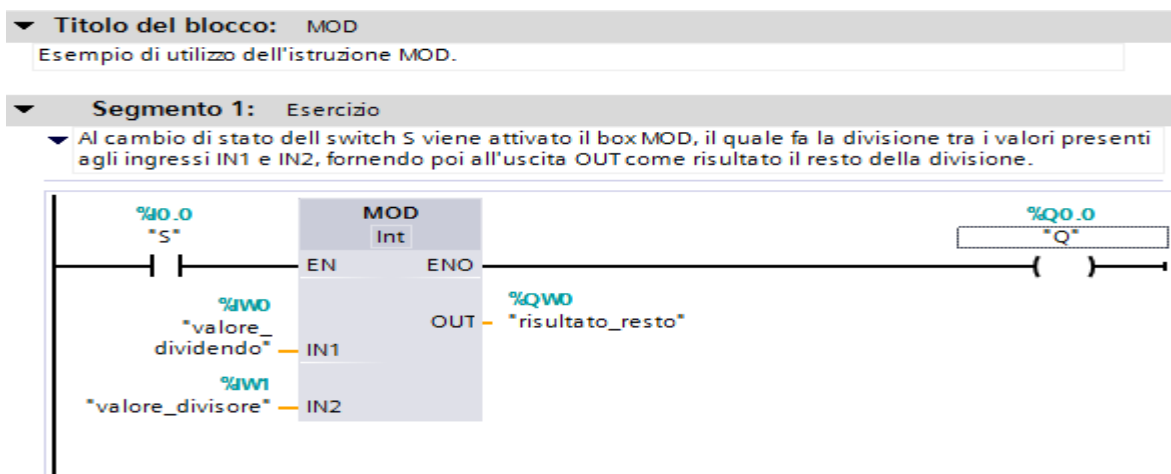 Titolo del blocco: MOD
Esempio di utilizzo dell'istruzione MOD.
Segmento 1: Esercizio
Al cambio di stato dell switch S viene attivato il box MOD, il quale fa la divisione tra i valori presenti
agli ingressi IN1 e IN2, fornendo poi all'uscita OUT come risultato il resto della divisione.
%I0.0
"S"
MOD
Int
%Q0.0
"Q"
EN ENO
%IW0
"valore_
dividendo"
IN1
%QW0
OUT "risultato_resto"
%IW1
"valore_divisore" IN2